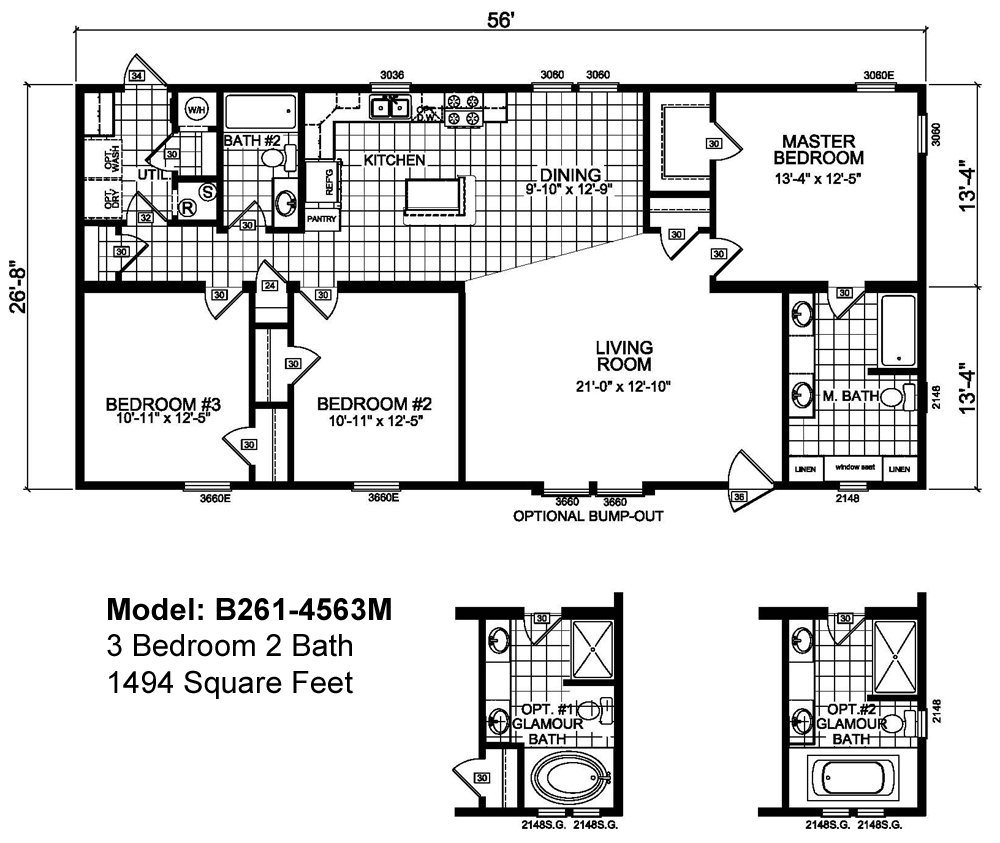 56'
34
3036
3060
3060
3060E
W/H
OPT.
D.W.
BATH #2
30
OPT.
WASH
UTIL
KITCHEN
REF'G
DINING
9'-10" x 12'-9"
30
MASTER
BEDROOM
13'-4" x 12'-5"
3060
13'-4"
OPT.
DRY
R
S
32
30
PANTRY
30
30
30
26'-8"
30
24
30
30
30
LIVING
ROOM
21'-0" x 12'-10"
BEDROOM #3
10'-11" x 12'-5"
BEDROOM #2
10'-11" x 12'-5"
30
M. BATH
2148
13'-4"
LINEN
window seat
LINEN
3660E
3660E
3660
3660
36
2148
OPTIONAL BUMP-OUT
Model: B261-4563M
3 Bedroom 2 Bath
1494 Square Feet
30
OPT. #1
GLAMOUR
BATH
30
2148S.G.
2148S.G.
30
OPT.#2
GLAMOUR
BATH
2148
2148S.G.
2148S.G.